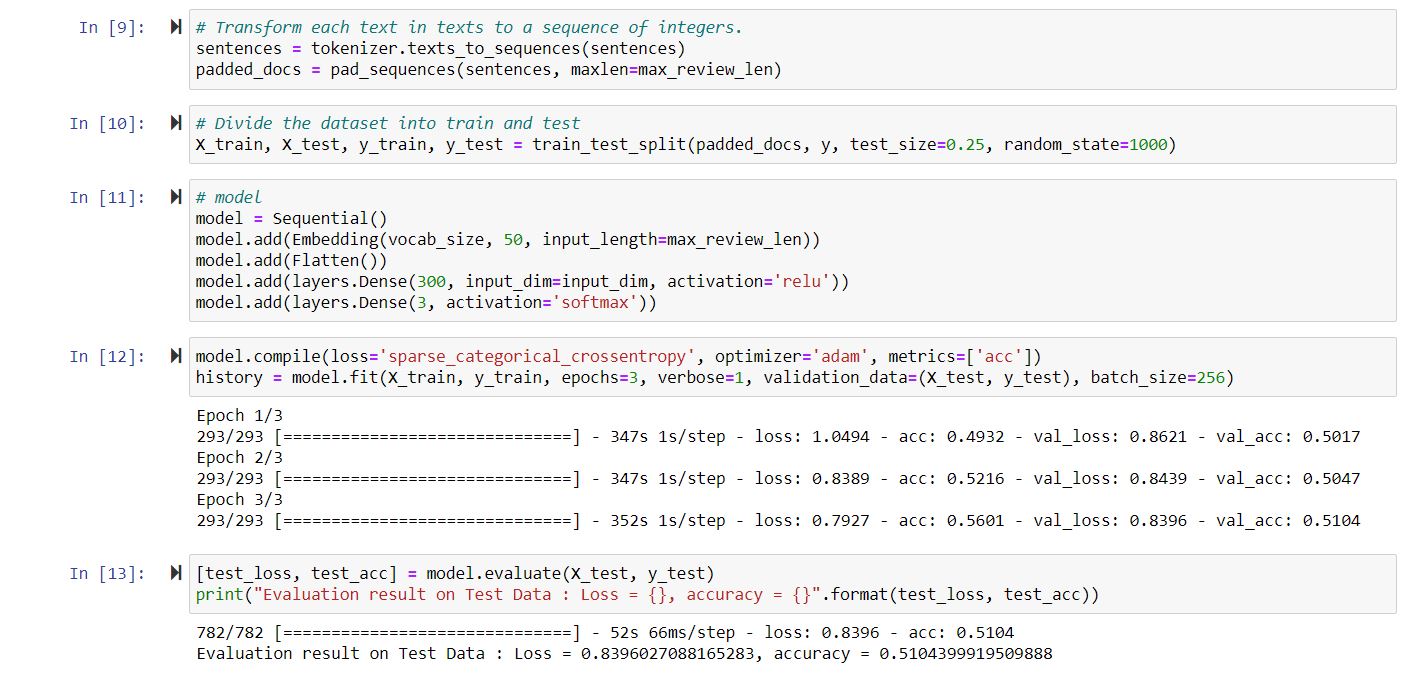 In [9]:
# Transform each text in texts to a sequence of integers.
sentences = tokenizer.texts_to_sequences(sentences)
padded_docs = pad_sequences(sentences, maxlen=max_review_len)
In [10]:
# Divide the dataset into train and test
X_train, X_test, y_train, y_test = train_test_split(padded_docs, y, test_size=0.25, random_state=1000)
In [11]:
# model
model = Sequential()
model.add(Embedding(vocab_size, 50, input_length=max_review_len))
model.add(Flatten())
model.add(layers.Dense(300, input_dim=input_dim, activation='relu'))
model.add(layers.Dense(3, activation='softmax'))
In [12]:
model.compile(loss='sparse_categorical_crossentropy', optimizer='adam', metrics=['acc'])
history = model.fit(X_train, y_train, epochs=3, verbose=1, validation_data=(X_test, y_test), batch_size=256)
Epoch 1/3
293/293 [==============================] - 347s 1s/step - loss: 1.0494 - acc: 0.4932 - val_loss: 0.8621 - val_acc: 0.5017
Epoch 2/3
293/293 [==============================] - 347s 1s/step - loss: 0.8389 - acc: 0.5216 - val_loss: 0.8439 - val_acc: 0.5047
Epoch 3/3
293/293 [==============================] - 352s 1s/step - loss: 0.7927 - acc: 0.5601 - val_loss: 0.8396 - val_acc: 0.5104
In [13]:
[test_loss, test_acc] = model.evaluate(X_test, y_test)
print("Evaluation result on Test Data : Loss = {}, accuracy = {}".format(test_loss, test_acc))
782/782 [==============================] - 52s 66ms/step - loss: 0.8396 - acc: 0.5104
Evaluation result on Test Data : Loss = 0.8396027088165283, accuracy = 0.5104399919509888